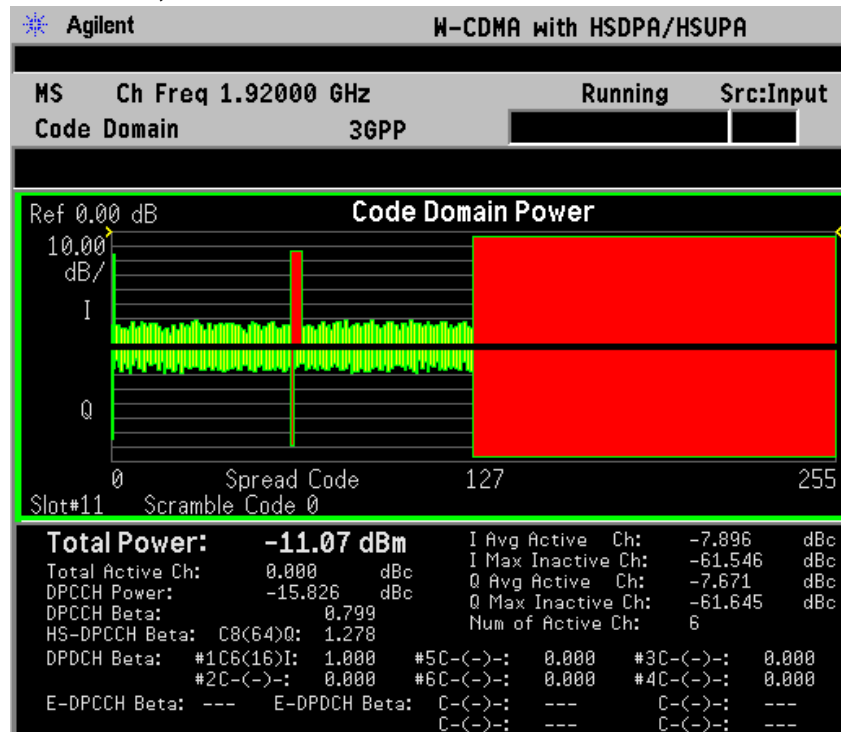 Agilent W-CDMA with HSDPA/HSUPA
MS Ch Freq 1.92000 GHz Running Src:Input
Code Domain 3GPP
Ref 0.00 dB Code Domain Power
10.00
dB/
I
Q
0 Spread Code 127 255
Slot#11 Scramble Code 0
Total Power: -11.07 dBm
Total Active Ch: 0.000 dBc
DPCCH Power: -15.826 dBc
DPCCH Beta: 0.799
HS-DPCCH Beta: C8(64)Q: 1.278
I Avg Active Ch: -7.896 dBc
I Max Inactive Ch: -61.546 dBc
Q Avg Active Ch: -7.671 dBc
Q Max Inactive Ch: -61.645 dBc
Num of Active Ch: 6
DPDCH Beta: #1C6(16)I: 1.000 #5C-(-)-: 0.000 #3C-(-)-: 0.000
#2C-(-)-: 0.000 #6C-(-)-: 0.000 #4C-(-)-: 0.000
E-DPCCH Beta: --- E-DPDCH Beta: C-(-)-: --- C-(-)-: ---
C-(-)-: --- C-(-)-: ---